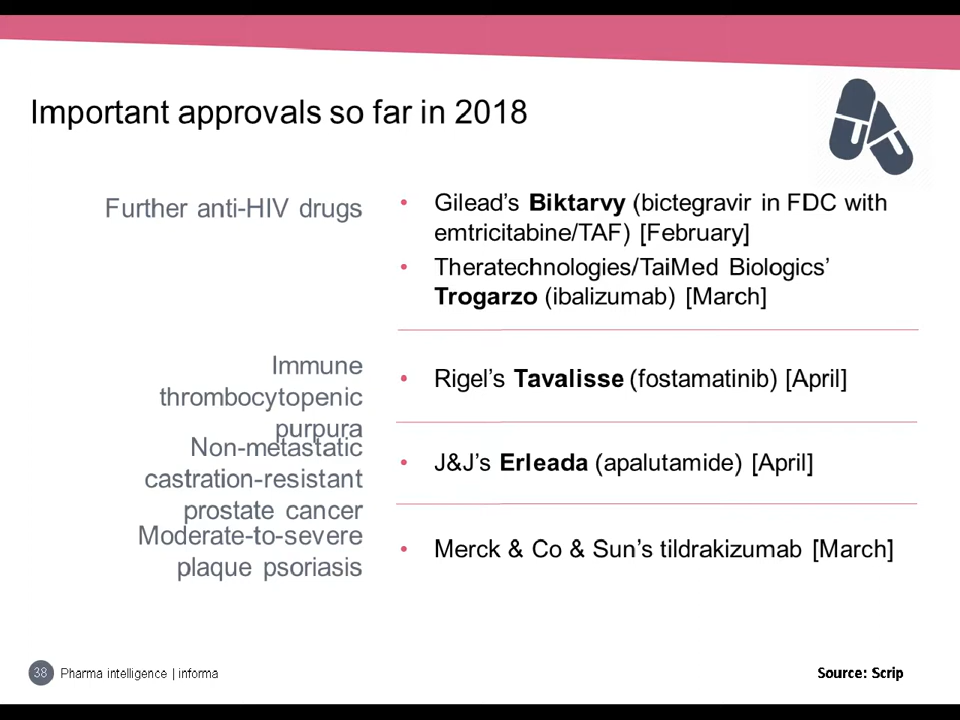 Important approvals so far in 2018
Further anti-HIV drugs
• Gilead’s Biktarvy (bictegravir in FDC with
emtricitabine/TAF) [February]
• Theratechnologies/TaiMed Biologics’
Trogarzo (ibalizumab) [March]
Immune
thrombocytopenic
purpura
• Rigel’s Tavalisse (fostamatinib) [April]
Non-metastatic
castration-resistant
prostate cancer
• J&J’s Erleada (apalutamide) [April]
Moderate-to-severe
plaque psoriasis
• Merck & Co & Sun’s tildrakizumab [March]
38 Pharma intelligence | informa
Source: Scrip